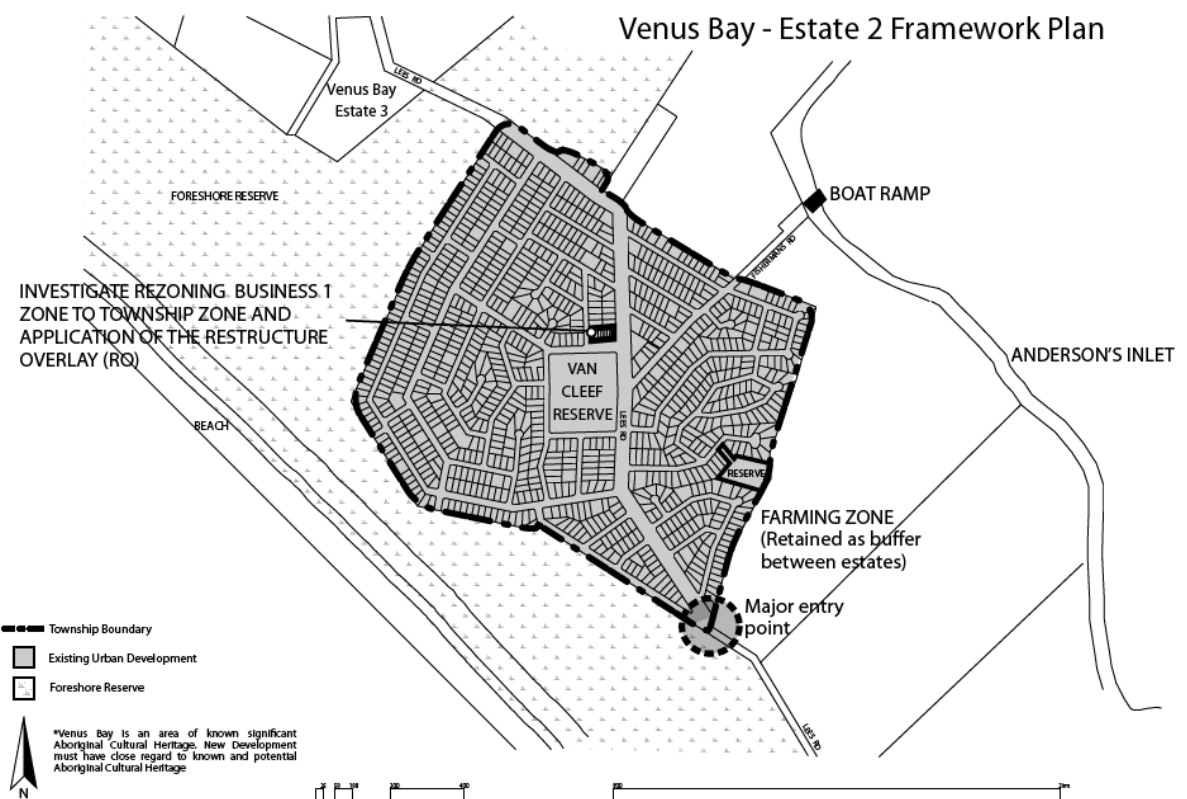 Venus Bay - Estate 2 Framework Plan
LEES RD
Venus Bay
Estate 3
FORESHORE RESERVE
BOAT RAMP
FISHERMANS RD
INVESTIGATE REZONING BUSINESS 1
ZONE TO TOWNSHIP ZONE AND
APPLICATION OF THE RESTRUCTURE
OVERLAY (RO)
ANDERSON'S INLET
VAN
CLEEF
RESERVE
LEES RD
BEACH
RESERVE
FARMING ZONE
(Retained as buffer
between estates)
Major entry
point
LEES RD
Township Boundary
Existing Urban Development
Foreshore Reserve
*Venus Bay is an area of known significant
Aboriginal Cultural Heritage. New Development
must have close regard to known and potential
Aboriginal Cultural Heritage
N